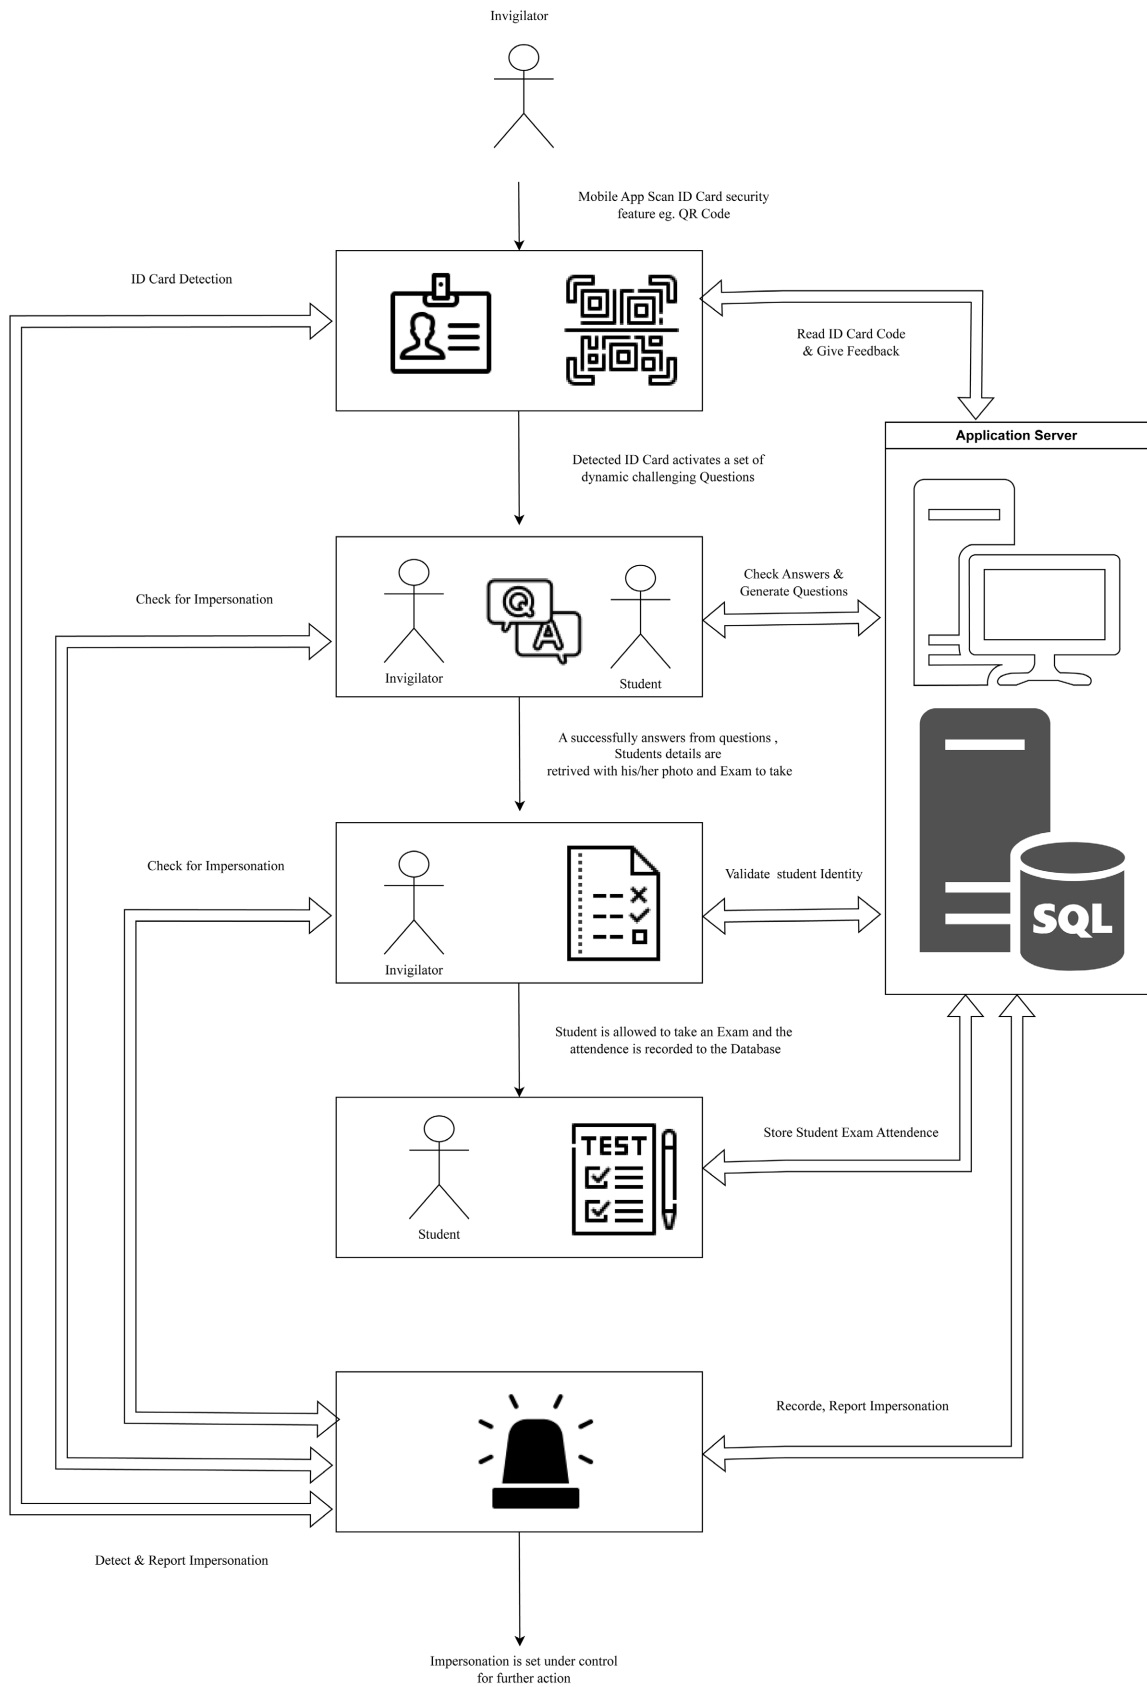 Invigilator
Mobile App Scan ID Card security
feature eg. QR Code
ID Card Detection
Read ID Card Code
& Give Feedback
Application Server
Detected ID Card activates a set of
dynamic challenging Questions
Check Answers &
Generate Questions
Check for Impersonation
Q
A
Invigilator
Student
A successfully answers from questions ,
Students details are
retrived with his/her photo and Exam to take
Check for Impersonation
Validate student Identity
SQL
Invigilator
Student is allowed to take an Exam and the
attendence is recorded to the Database
Store Student Exam Attendence
TEST
Student
Recorde, Report Impersonation
Detect & Report Impersonation
Impersonation is set under control
for further action